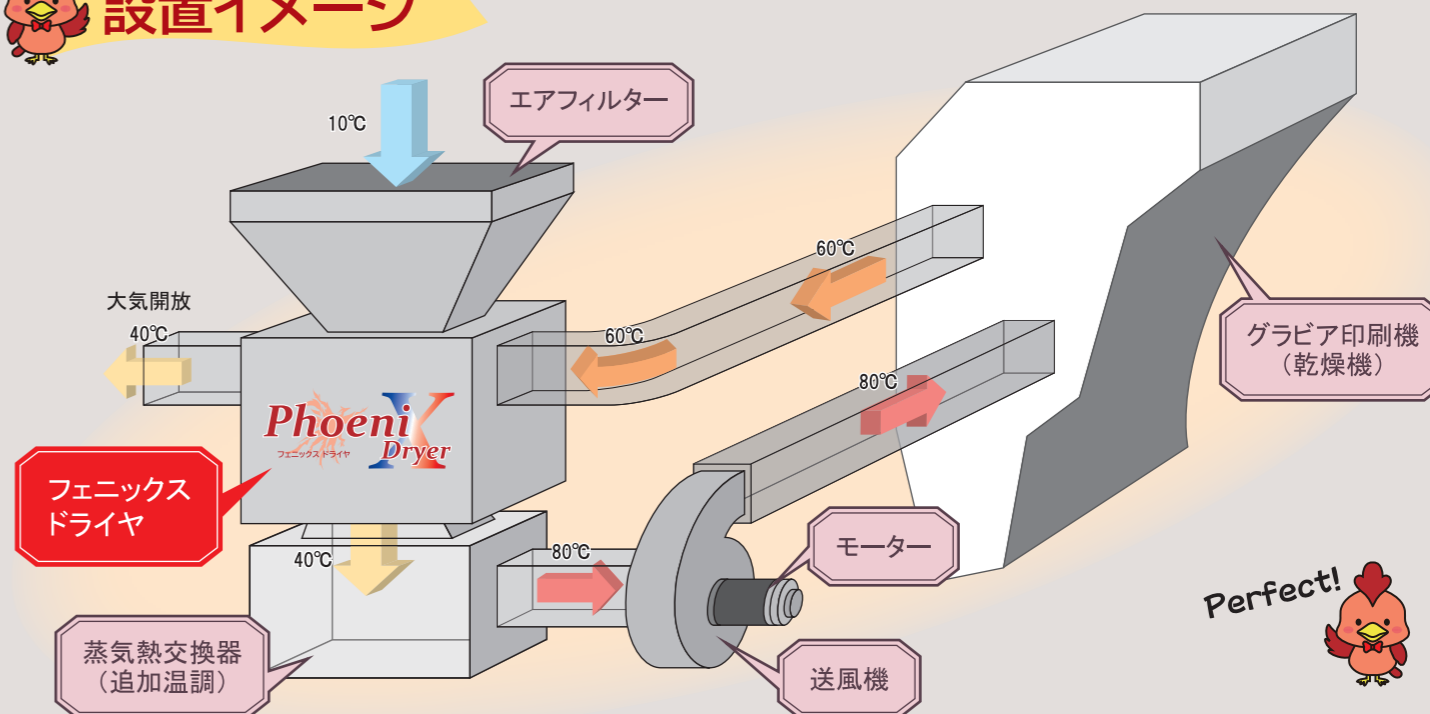 設置イメージ
10℃
エアフィルター
大気開放
40℃
60℃
60℃
グラビア印刷機
（乾燥機）
80℃
PhoeniX
Dryer
フェニックス ドライヤ
フェニックス
ドライヤ
40℃
80℃
モーター
蒸気熱交換器
（追加温調）
送風機
Perfect!